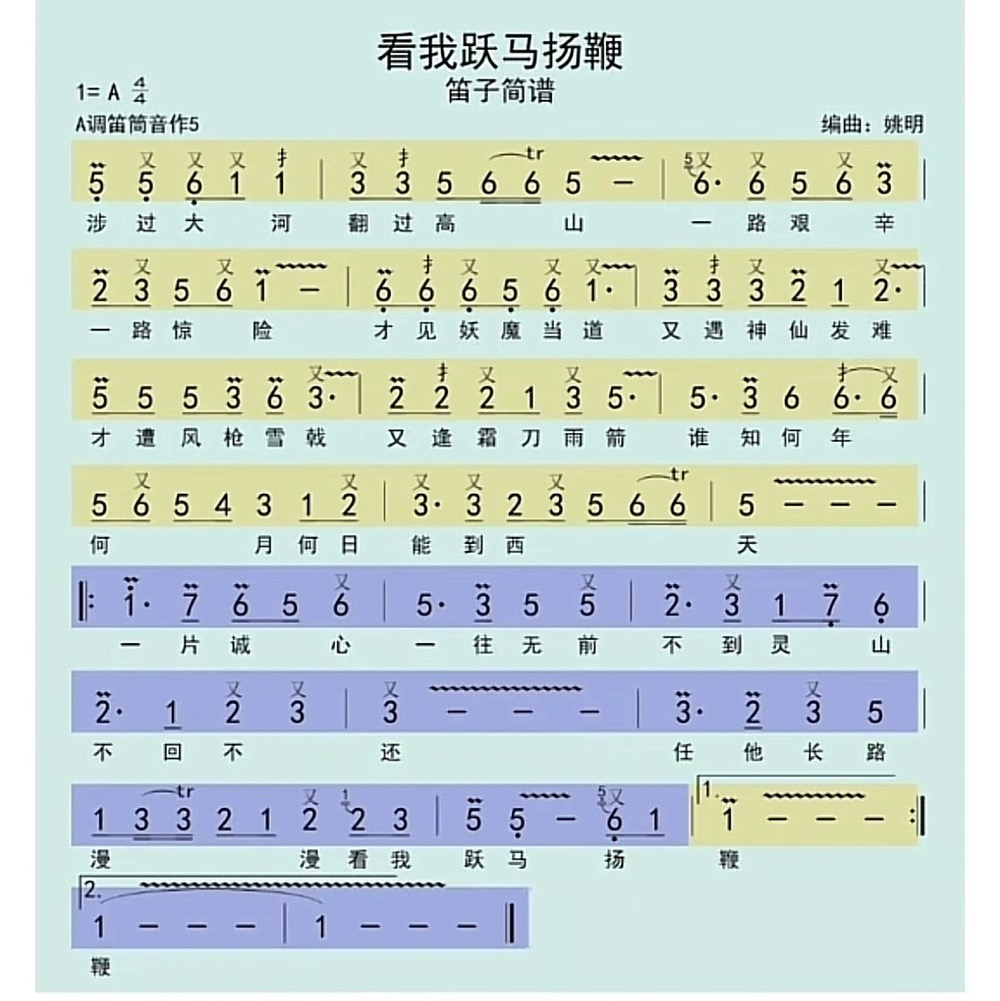 看我跃马扬鞭
笛子简谱
1= A 4/4
A调笛筒音作5
编曲：姚明
5 5 6 1 1 | 3 3 5 6 6 5 — | 6· 6 5 6 3 |
涉过大 河 翻过高 山 一路艰 辛
2 3 5 6 1 — | 6 6 6 5 6 1· | 3 3 3 2 1 2· |
一路惊 险 才见妖魔当道 又遇神仙发难
5 5 5 3 6 3· | 2 2 2 1 3 5· | 5· 3 6 6· 6 |
才遭风枪雪戟 又逢霜刀雨箭 谁知何年
5 6 5 4 3 1 2 | 3· 3 2 3 5 6 6 | 5 — — — |
何 月何日 能到西 天
1· 7 6 5 6 | 5· 3 5 5 | 2· 3 1 7 6 |
一片诚 心 一往无前 不到灵 山
2· 1 2 3 | 3 — — — | 3· 2 3 5 |
不回不 还 任他长路
1 3 3 2 1 2 2 3 | 5 5 — 6 1 | 1. 1 — — — :|
漫 漫看我 跃马 扬 鞭
2. 1 — — — | 1 — — — ‖
鞭